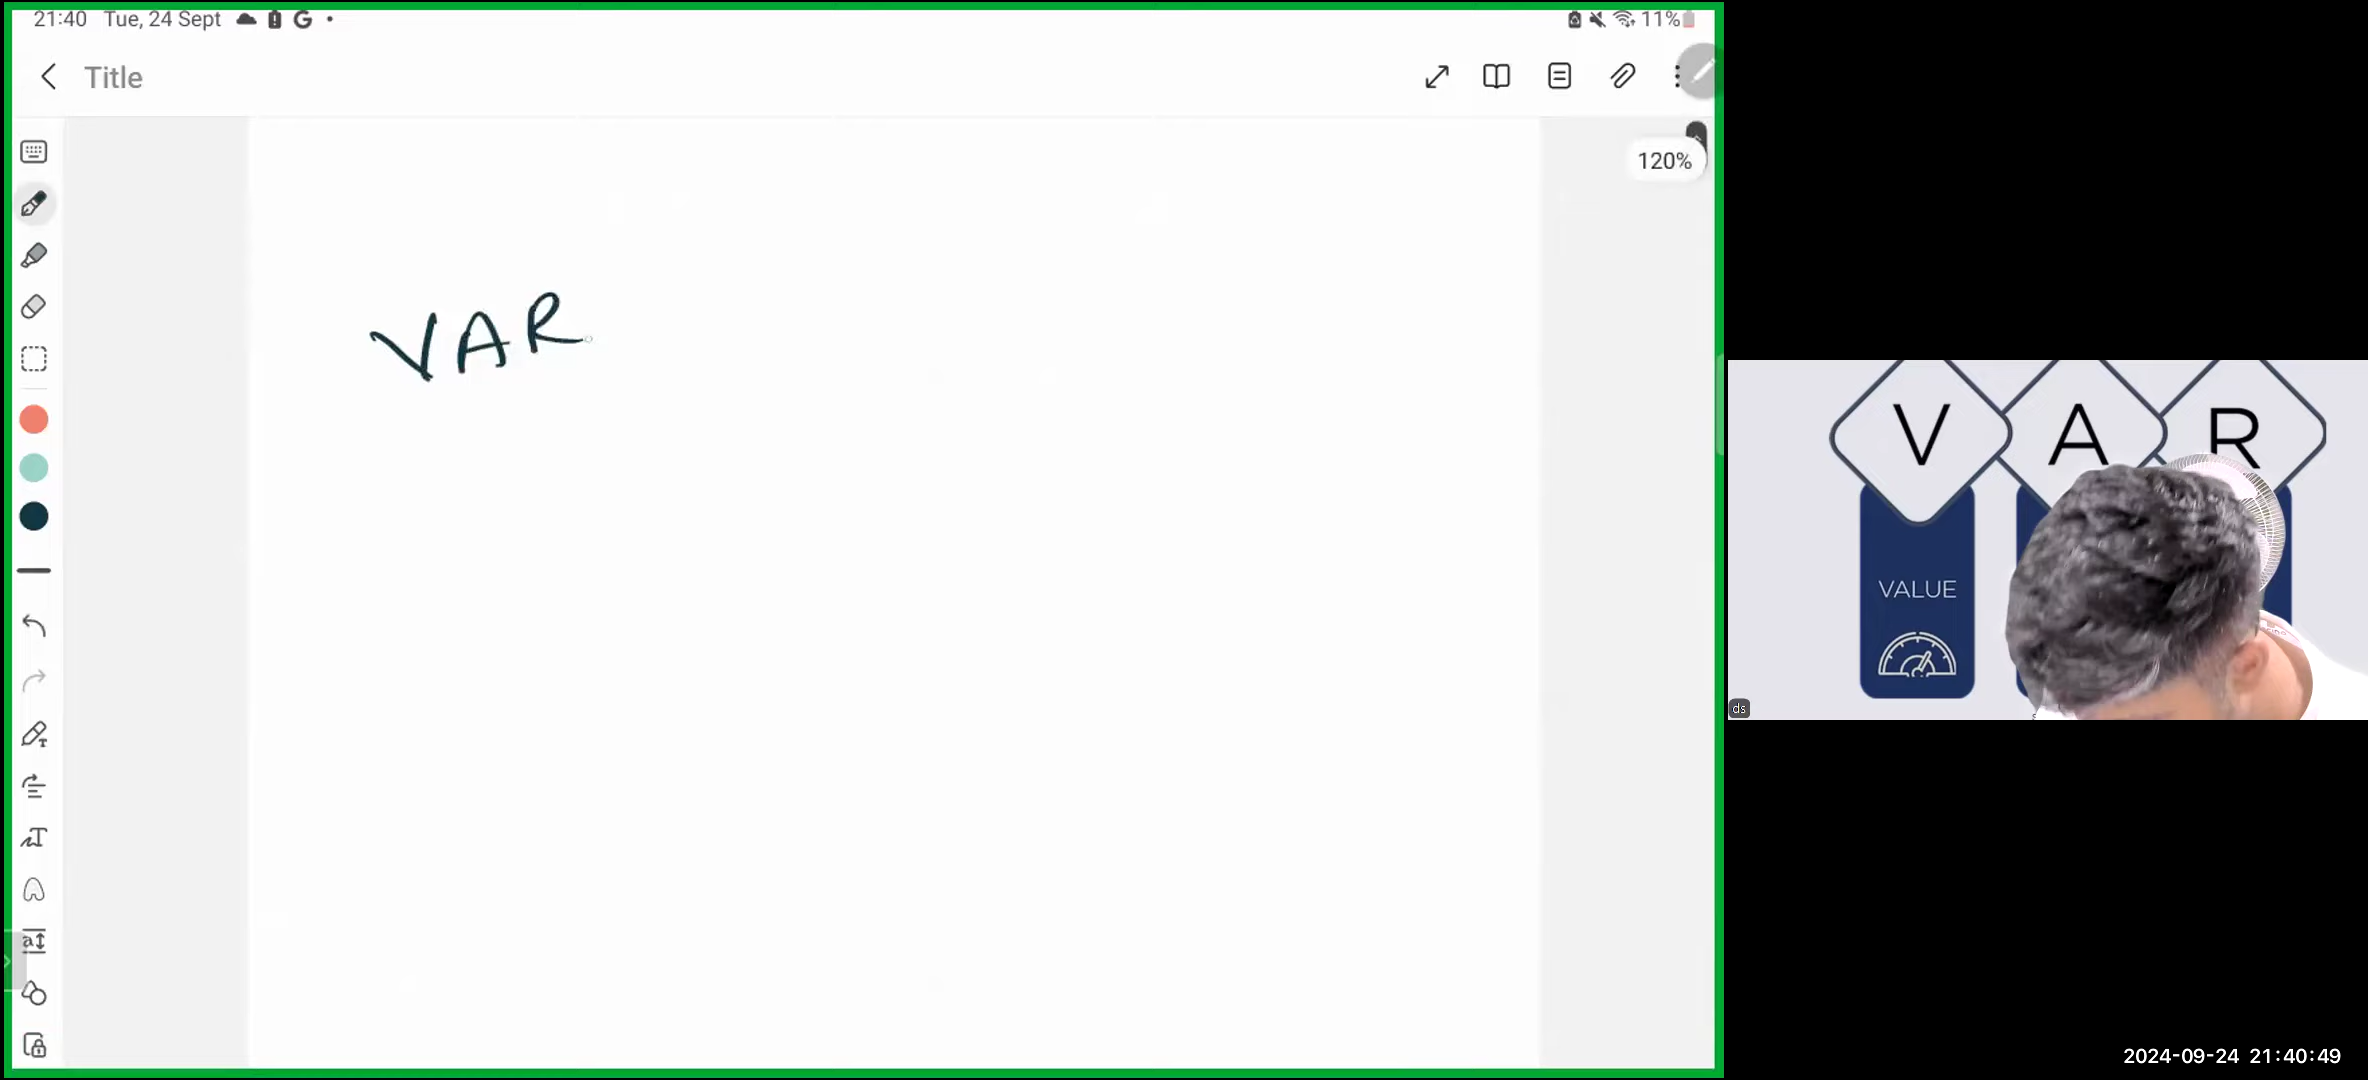 21:40 Tue, 24 Sept G • 11%
Title
120%
VAR
V A R
VALUE
ds
2024-09-24 21:40:49